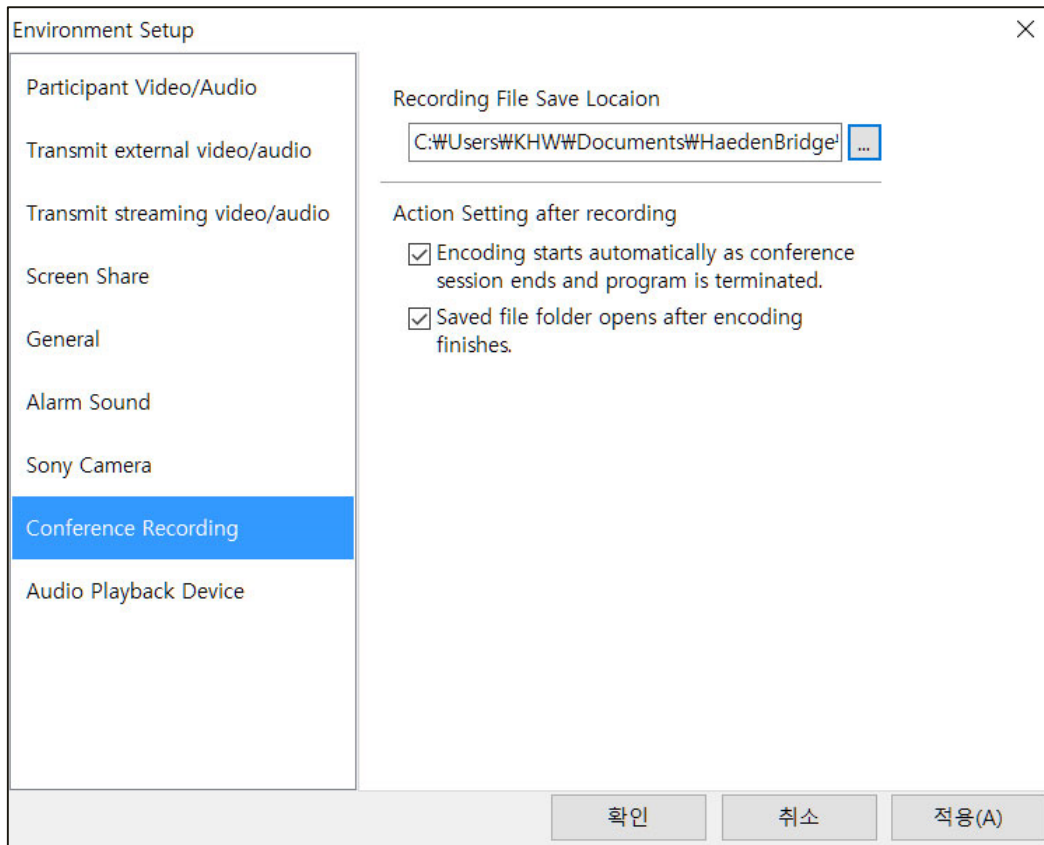 Environment Setup
Participant Video/Audio
Transmit external video/audio
Transmit streaming video/audio
Screen Share
General
Alarm Sound
Sony Camera
Conference Recording
Audio Playback Device
Recording File Save Locaion
C:₩Users₩KHW₩Documents₩HaedenBridge
...
Action Setting after recording
Encoding starts automatically as conference
session ends and program is terminated.
Saved file folder opens after encoding
finishes.
확인
취소
적용(A)